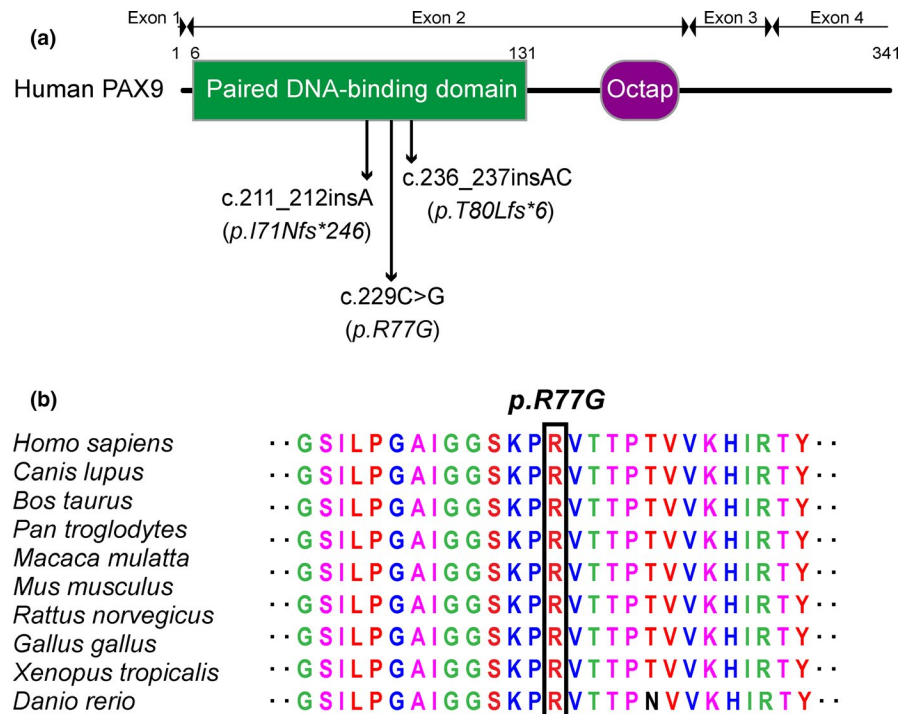 Exon 1
Exon 2
Exon 3
Exon 4
(a)
1 6 131 341
Human PAX9
Paired DNA-binding domain
Octap
c.211_212insA
(p.I71Nfs*246)
c.236_237insAC
(p.T80Lfs*6)
c.229C>G
(p.R77G)
(b)
p.R77G
Homo sapiens
Canis lupus
Bos taurus
Pan troglodytes
Macaca mulatta
Mus musculus
Rattus norvegicus
Gallus gallus
Xenopus tropicalis
Danio rerio
··GSILPGAIGGSKPRVTTPTVVKHIRTY··
··GSILPGAIGGSKPRVTTPTVVKHIRTY··
··GSILPGAIGGSKPRVTTPTVVKHIRTY··
··GSILPGAIGGSKPRVTTPTVVKHIRTY··
··GSILPGAIGGSKPRVTTPTVVKHIRTY··
··GSILPGAIGGSKPRVTTPTVVKHIRTY··
··GSILPGAIGGSKPRVTTPTVVKHIRTY··
··GSILPGAIGGSKPRVTTPTVVKHIRTY··
··GSILPGAIGGSKPRVTTPNVVKHIRTY··